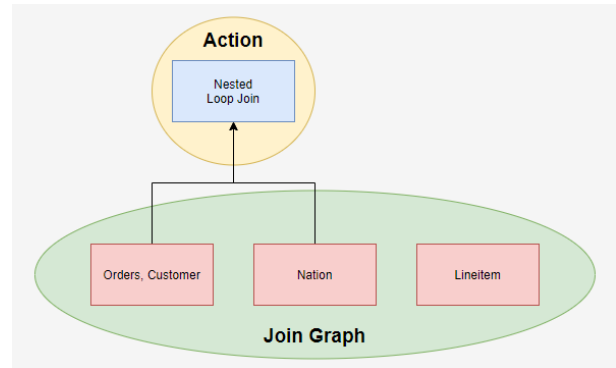 Action
Nested
Loop Join
Orders, Customer
Nation
Lineitem
Join Graph